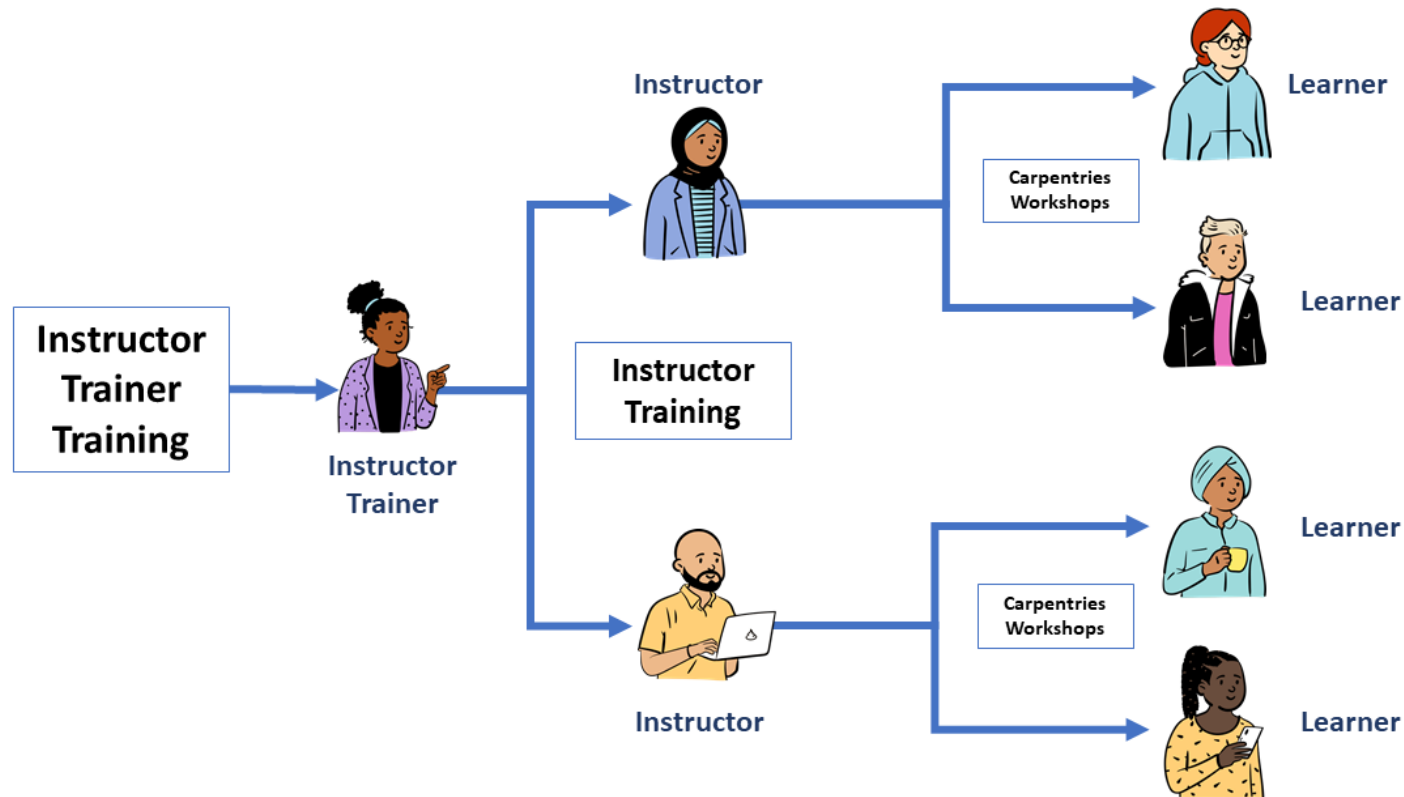 Instructor
Trainer
Training
Instructor
Trainer
Instructor
Instructor
Training
Instructor
Carpentries
Workshops
Learner
Learner
Carpentries
Workshops
Learner
Learner